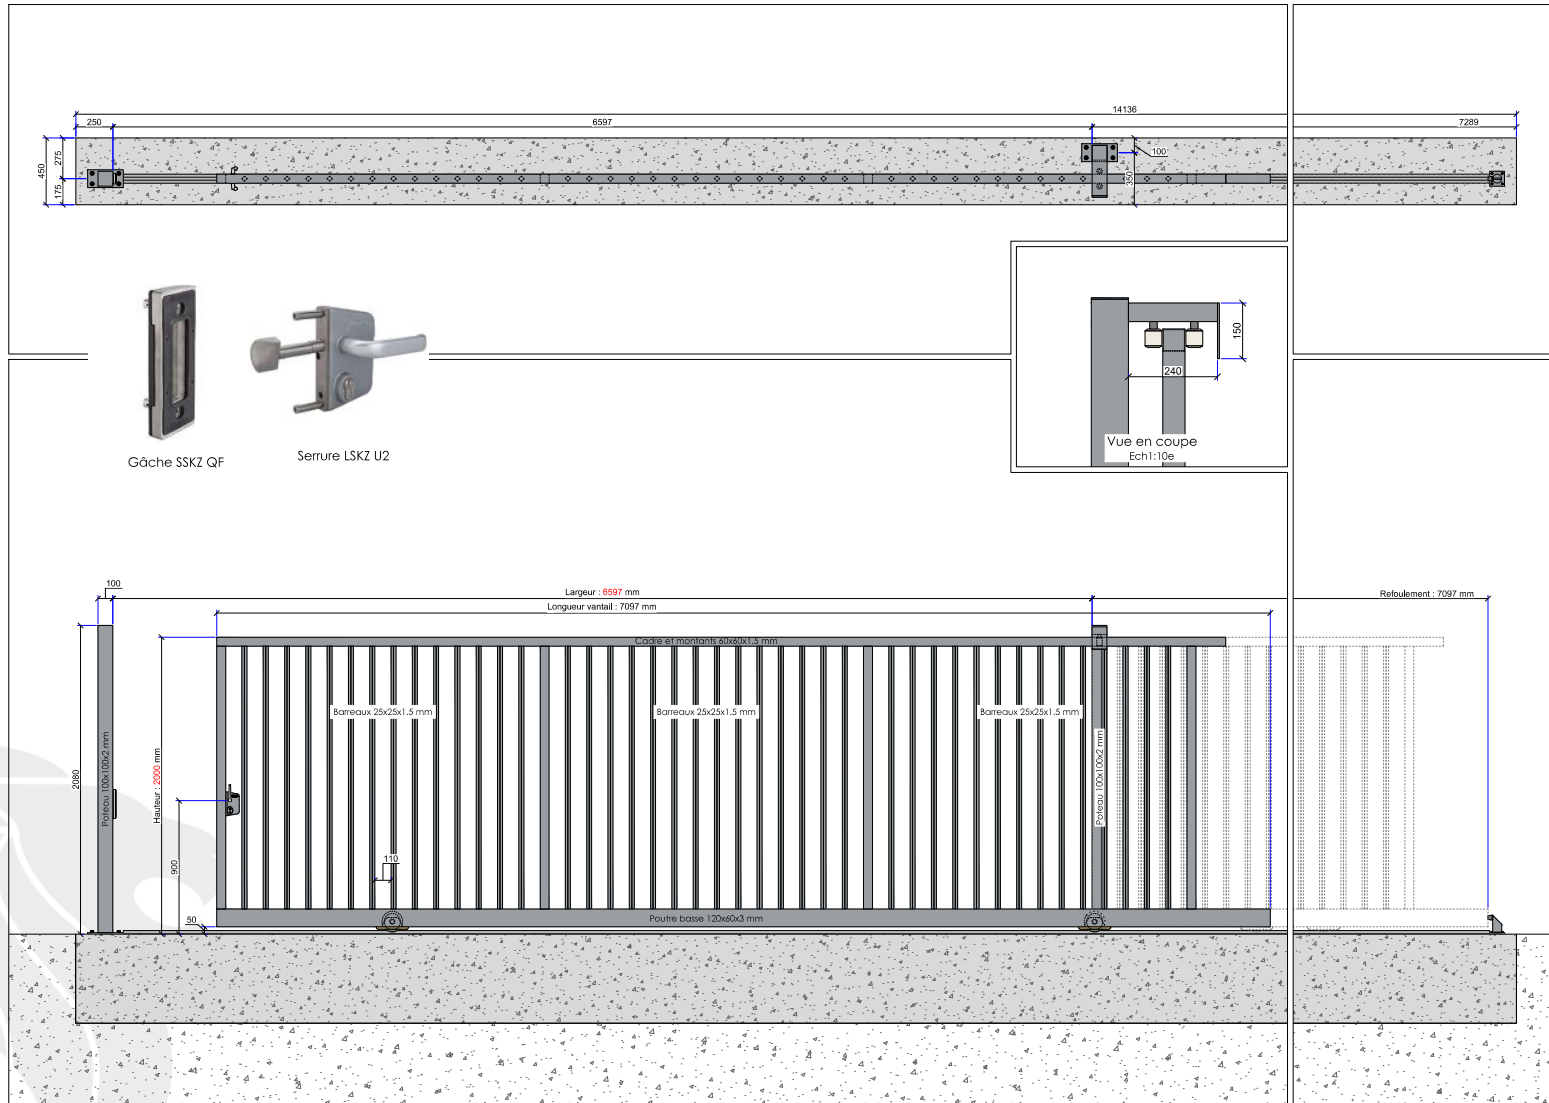 14136
250
6597
7289
450
275
175
100
350
150
240
Vue en coupe
Ech1:10e
Gâche SSKZ QF
Serrure LSKZ U2
100
Largeur : 6597 mm
Refoulement : 7097 mm
Longueur vantail : 7097 mm
Cadre et montants 60x60x1.5 mm
Barreaux 25x25x1.5 mm
Barreaux 25x25x1.5 mm
Barreaux 25x25x1.5 mm
2080
Poteau 100x100x2 mm
Hauteur : 2000 mm
Poteau 100x100x2 mm
900
110
50
Poutre basse 120x60x3 mm